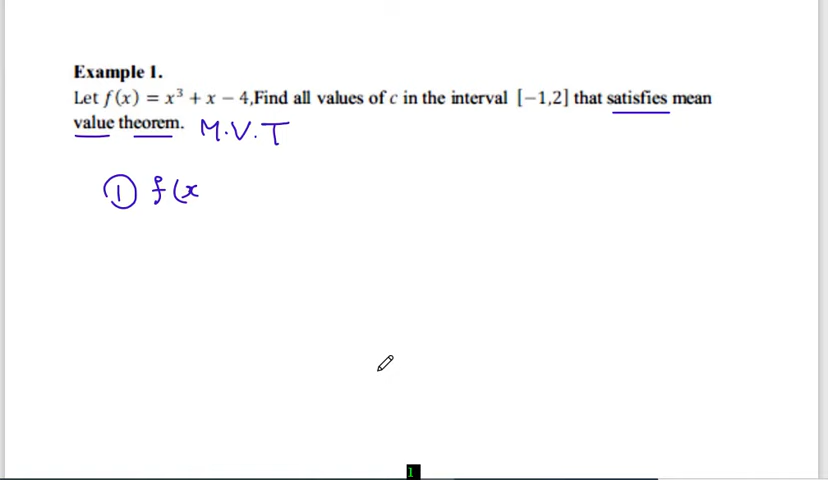 Example 1.
Let f(x) = x³ + x − 4,Find all values of c in the interval [−1,2] that satisfies mean
value theorem. M.V.T
① f(x
1